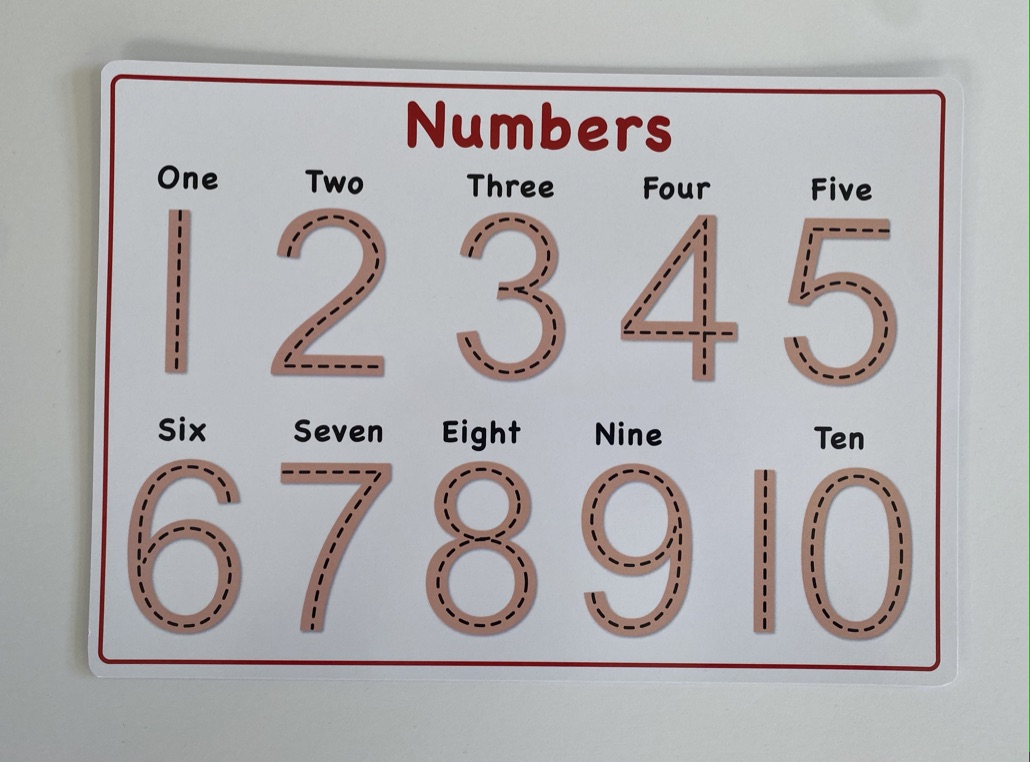 Numbers
One Two Three Four Five
1 2 3 4 5
Six Seven Eight Nine Ten
6 7 8 9 10